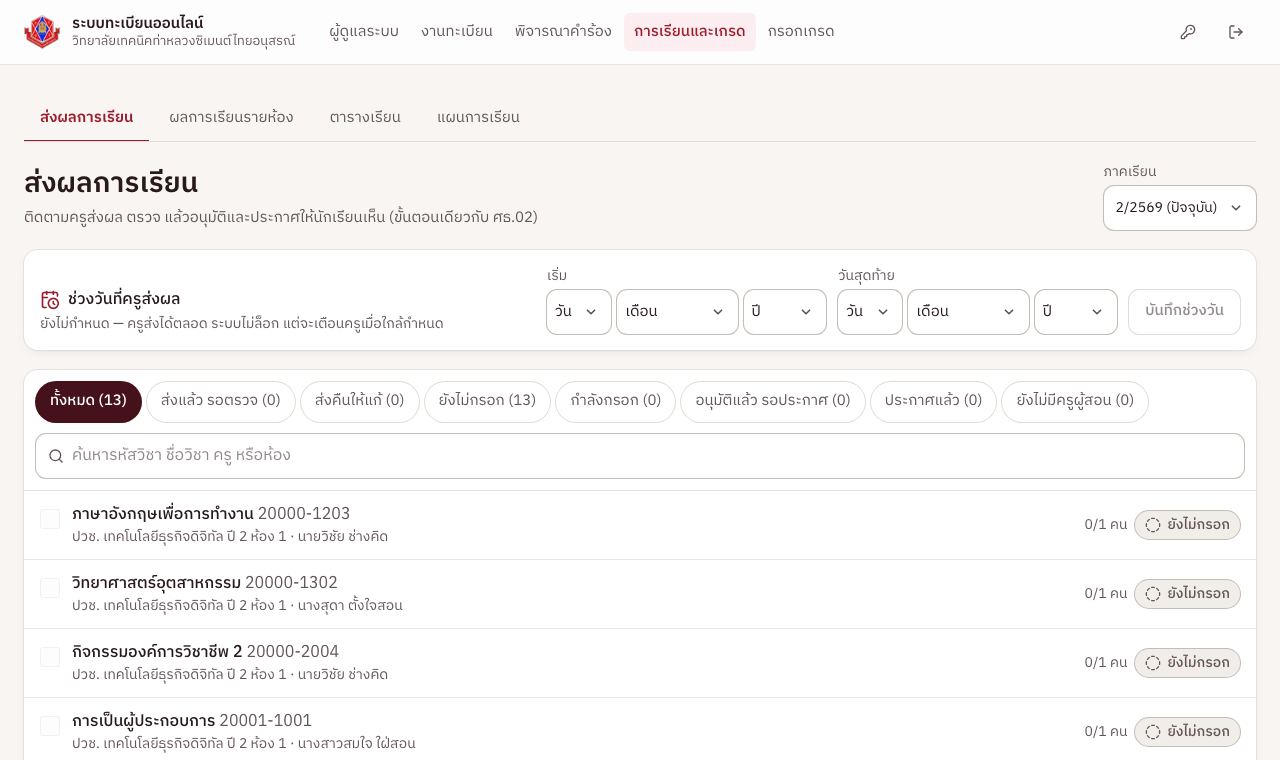 ระบบทะเบียนออนไลน์
วิทยาลัยเทคนิคท่าหลวงซิเมนต์ไทยอนุสรณ์
ผู้ดูแลระบบ งานทะเบียน พิจารณาคำร้อง การเรียนและเกรด กรอกเกรด
ส่งผลการเรียน ผลการเรียนรายห้อง ตารางเรียน แผนการเรียน
ส่งผลการเรียน
ติดตามครูส่งผล ตรวจ แล้วอนุมัติและประกาศให้นักเรียนเห็น (ขั้นตอนเดียวกับ ศธ.02)
ภาคเรียน
2/2569 (ปัจจุบัน)
ช่วงวันที่ครูส่งผล
ยังไม่กำหนด — ครูส่งได้ตลอด ระบบไม่ล็อก แต่จะเตือนครูเมื่อใกล้กำหนด
เริ่ม
วัน เดือน ปี
วันสุดท้าย
วัน เดือน ปี
บันทึกช่วงวัน
ทั้งหมด (13) ส่งแล้ว รอตรวจ (0) ส่งคืนให้แก้ (0) ยังไม่กรอก (13) กำลังกรอก (0) อนุมัติแล้ว รอประกาศ (0) ประกาศแล้ว (0) ยังไม่มีครูผู้สอน (0)
ค้นหารหัสวิชา ชื่อวิชา ครู หรือห้อง
ภาษาอังกฤษเพื่อการทำงาน 20000-1203
ปวช. เทคโนโลยีธุรกิจดิจิทัล ปี 2 ห้อง 1 · นายวิชัย ช่างคิด
0/1 คน ยังไม่กรอก
วิทยาศาสตร์อุตสาหกรรม 20000-1302
ปวช. เทคโนโลยีธุรกิจดิจิทัล ปี 2 ห้อง 1 · นางสุดา ตั้งใจสอน
0/1 คน ยังไม่กรอก
กิจกรรมองค์การวิชาชีพ 2 20000-2004
ปวช. เทคโนโลยีธุรกิจดิจิทัล ปี 2 ห้อง 1 · นายวิชัย ช่างคิด
0/1 คน ยังไม่กรอก
การเป็นผู้ประกอบการ 20001-1001
ปวช. เทคโนโลยีธุรกิจดิจิทัล ปี 2 ห้อง 1 · นางสาวสมใจ ใฝ่สอน
0/1 คน ยังไม่กรอก